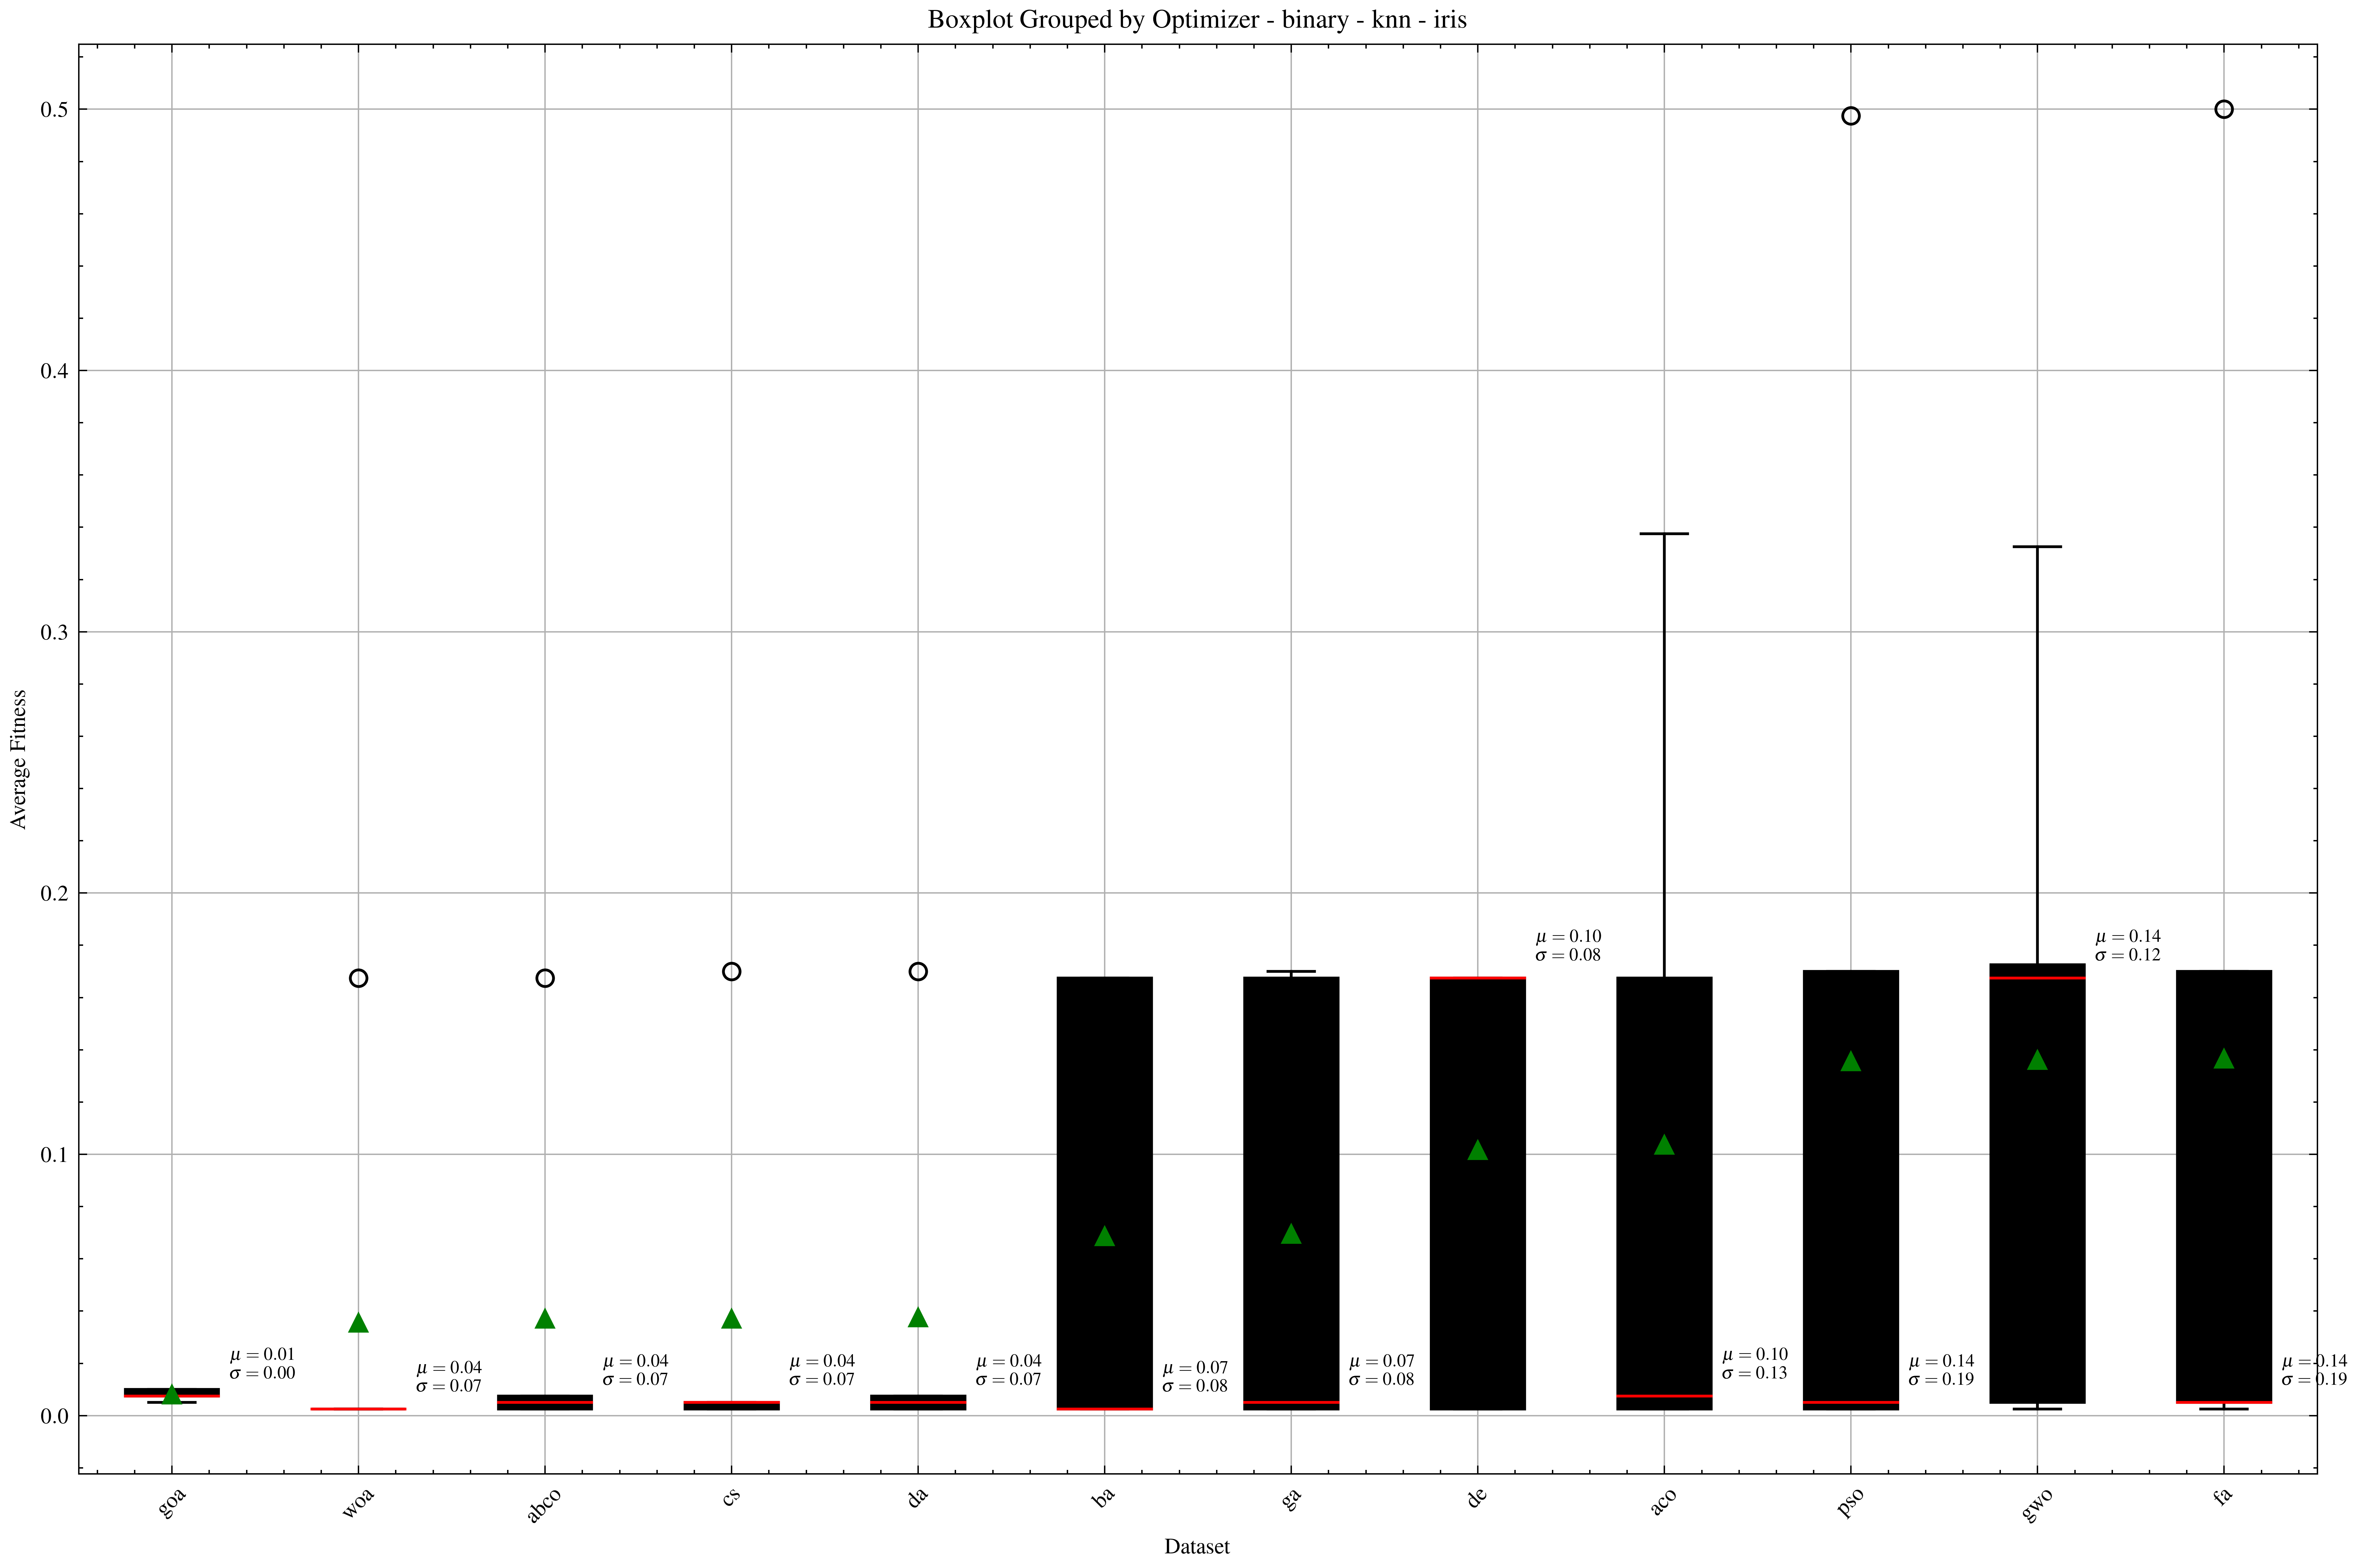 Boxplot Grouped by Optimizer - binary - knn - iris
Average Fitness
0.5
0.4
0.3
0.2
0.1
0.0
μ = 0.01
σ = 0.00
μ = 0.04
σ = 0.07
μ = 0.04
σ = 0.07
μ = 0.04
σ = 0.07
μ = 0.04
σ = 0.07
μ = 0.07
σ = 0.08
μ = 0.07
σ = 0.08
μ = 0.10
σ = 0.08
μ = 0.10
σ = 0.13
μ = 0.14
σ = 0.19
μ = 0.14
σ = 0.12
μ = 0.14
σ = 0.19
goa
woa
abco
cs
da
ba
ga
de
aco
pso
gwo
fa
Dataset